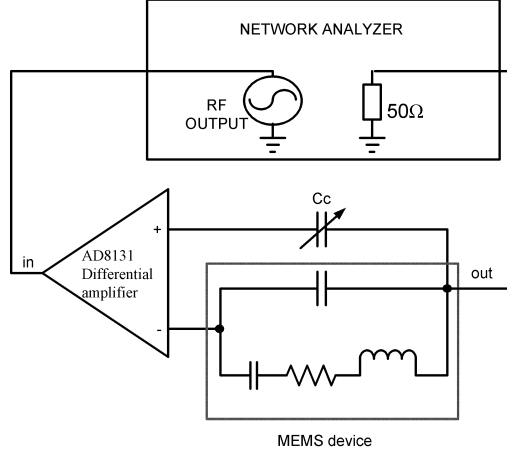 NETWORK ANALYZER
RF
OUTPUT
50Ω
Cc
+
in
AD8131
Differential
amplifier
out
-
MEMS device